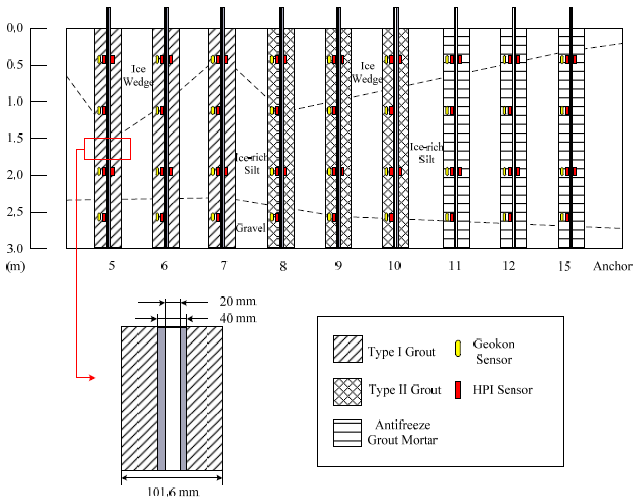 0.0
0.5
1.0
1.5
2.0
2.5
3.0
(m)
Ice
Wedge
Ice
Wedge
Ice-rich
Silt
Ice-rich
Silt
Gravel
5 6 7 8 9 10 11 12 15 Anchor
20 mm
40 mm
101.6 mm
Type I Grout
Geokon
Sensor
Type II Grout
HPI Sensor
Antifreeze
Grout Mortar